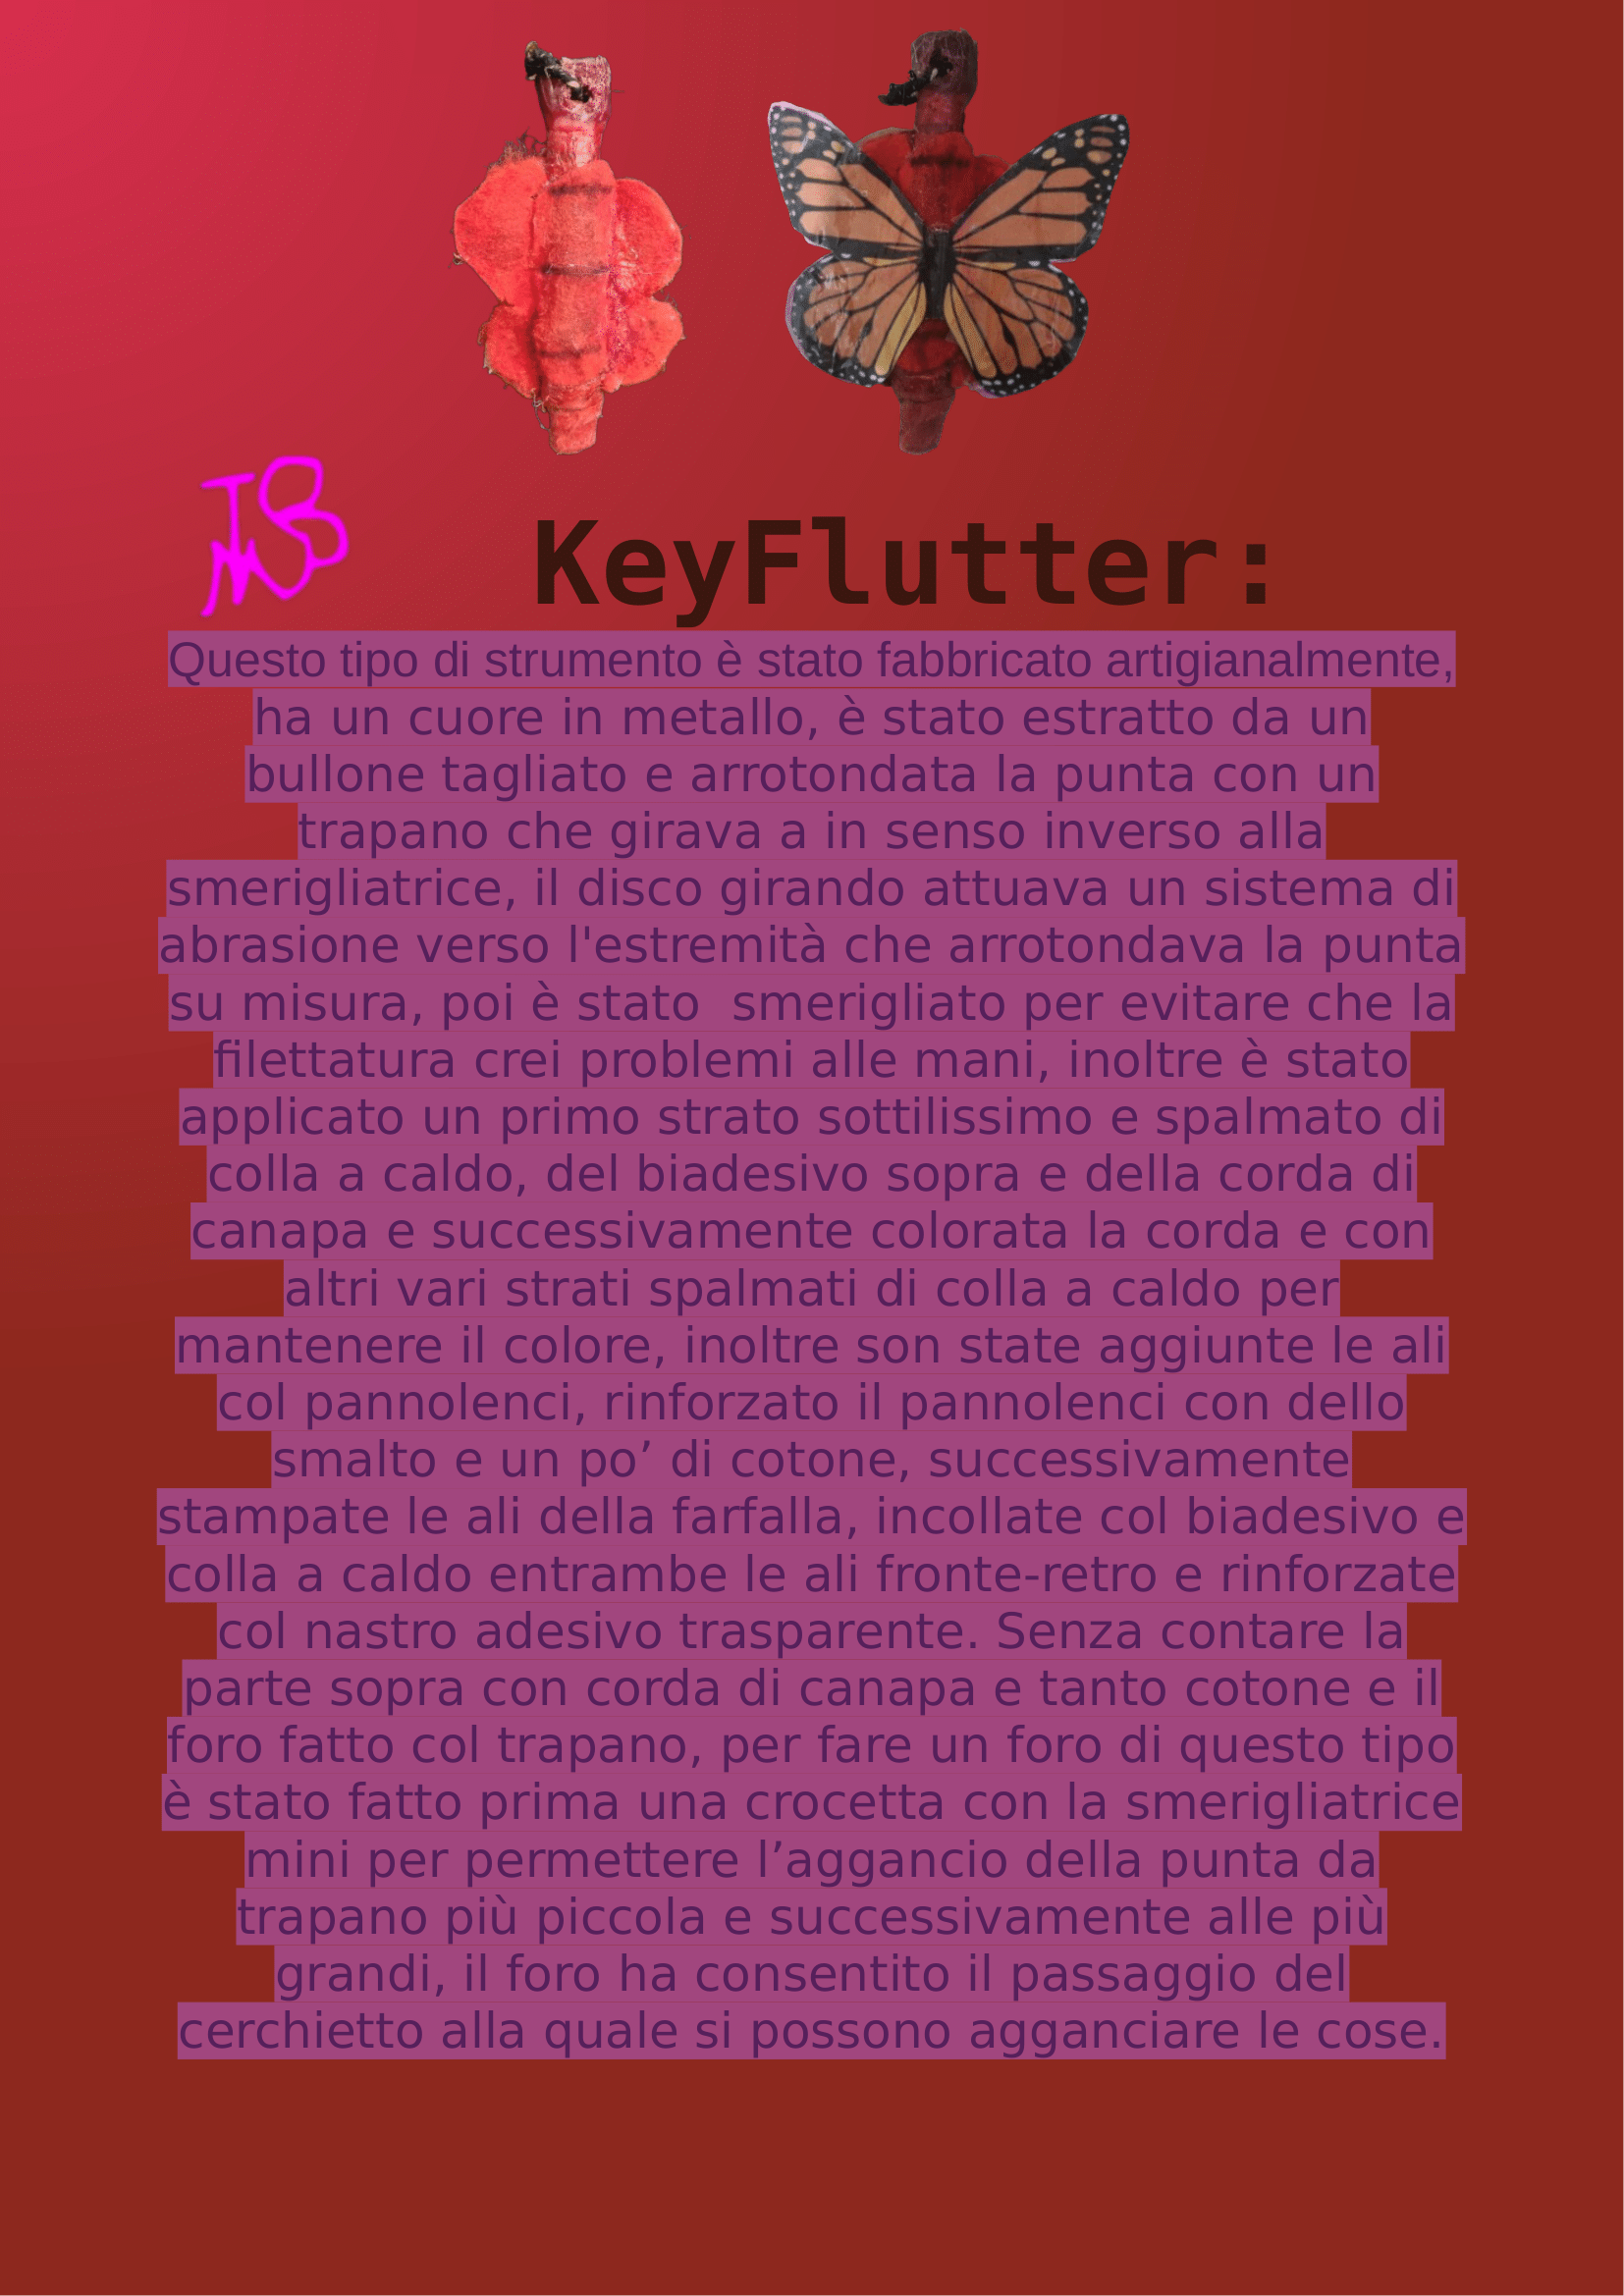 KeyFlutter:
Questo tipo di strumento è stato fabbricato artigianalmente,
ha un cuore in metallo, è stato estratto da un
bullone tagliato e arrotondata la punta con un
trapano che girava a in senso inverso alla
smerigliatrice, il disco girando attuava un sistema di
abrasione verso l'estremità che arrotondava la punta
su misura, poi è stato  smerigliato per evitare che la
filettatura crei problemi alle mani, inoltre è stato
applicato un primo strato sottilissimo e spalmato di
colla a caldo, del biadesivo sopra e della corda di
canapa e successivamente colorata la corda e con
altri vari strati spalmati di colla a caldo per
mantenere il colore, inoltre son state aggiunte le ali
col pannolenci, rinforzato il pannolenci con dello
smalto e un po’ di cotone, successivamente
stampate le ali della farfalla, incollate col biadesivo e
colla a caldo entrambe le ali fronte-retro e rinforzate
col nastro adesivo trasparente. Senza contare la
parte sopra con corda di canapa e tanto cotone e il
foro fatto col trapano, per fare un foro di questo tipo
è stato fatto prima una crocetta con la smerigliatrice
mini per permettere l’aggancio della punta da
trapano più piccola e successivamente alle più
grandi, il foro ha consentito il passaggio del
cerchietto alla quale si possono agganciare le cose.